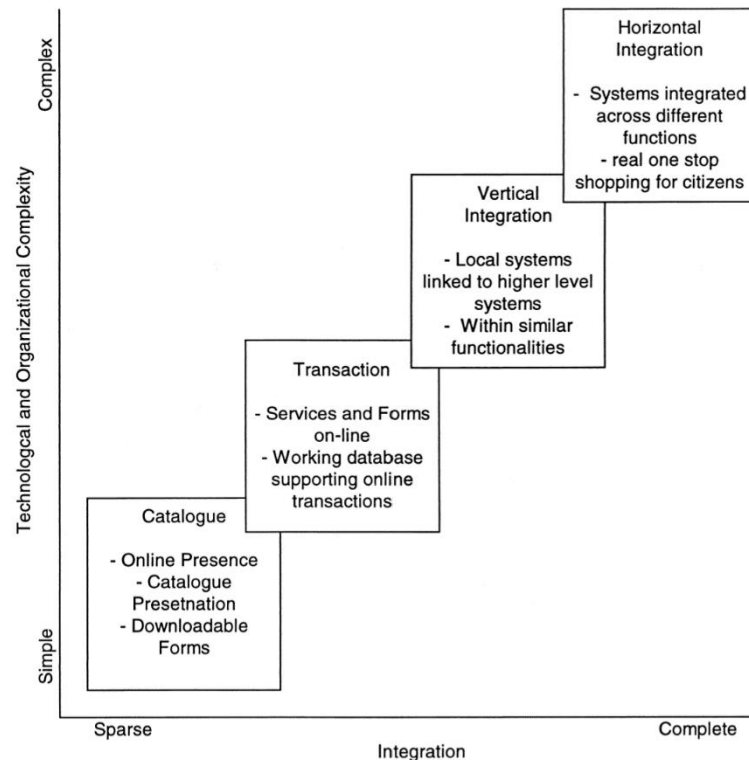 Complex
Technologcal and Organizational Complexity
Simple
Horizontal
Integration
- Systems integrated
across different
functions
- real one stop
shopping for citizens
Vertical
Integration
- Local systems
linked to higher level
systems
- Within similar
functionalities
Transaction
- Services and Forms
on-line
- Working database
supporting online
transactions
Catalogue
- Online Presence
- Catalogue
Presetnation
- Downloadable
Forms
Sparse
Complete
Integration